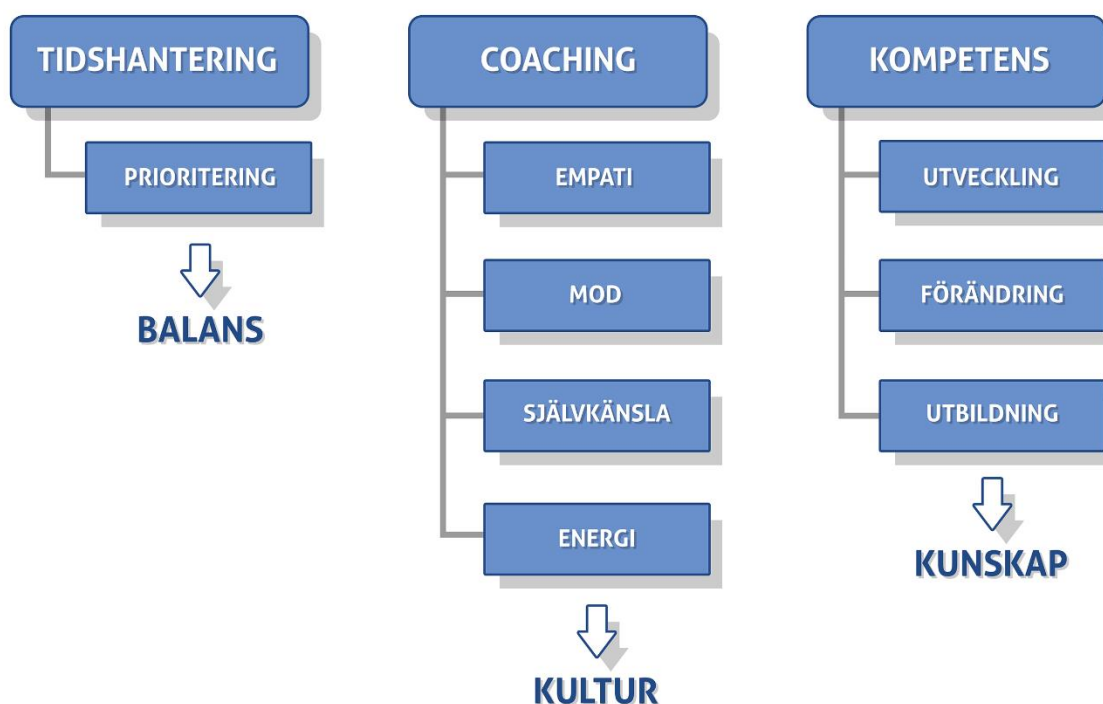 TIDSHANTERING
PRIORITERING
BALANS
COACHING
EMPATI
MOD
SJÄLVKÄNSLA
ENERGI
KULTUR
KOMPETENS
UTVECKLING
FÖRÄNDRING
UTBILDNING
KUNSKAP